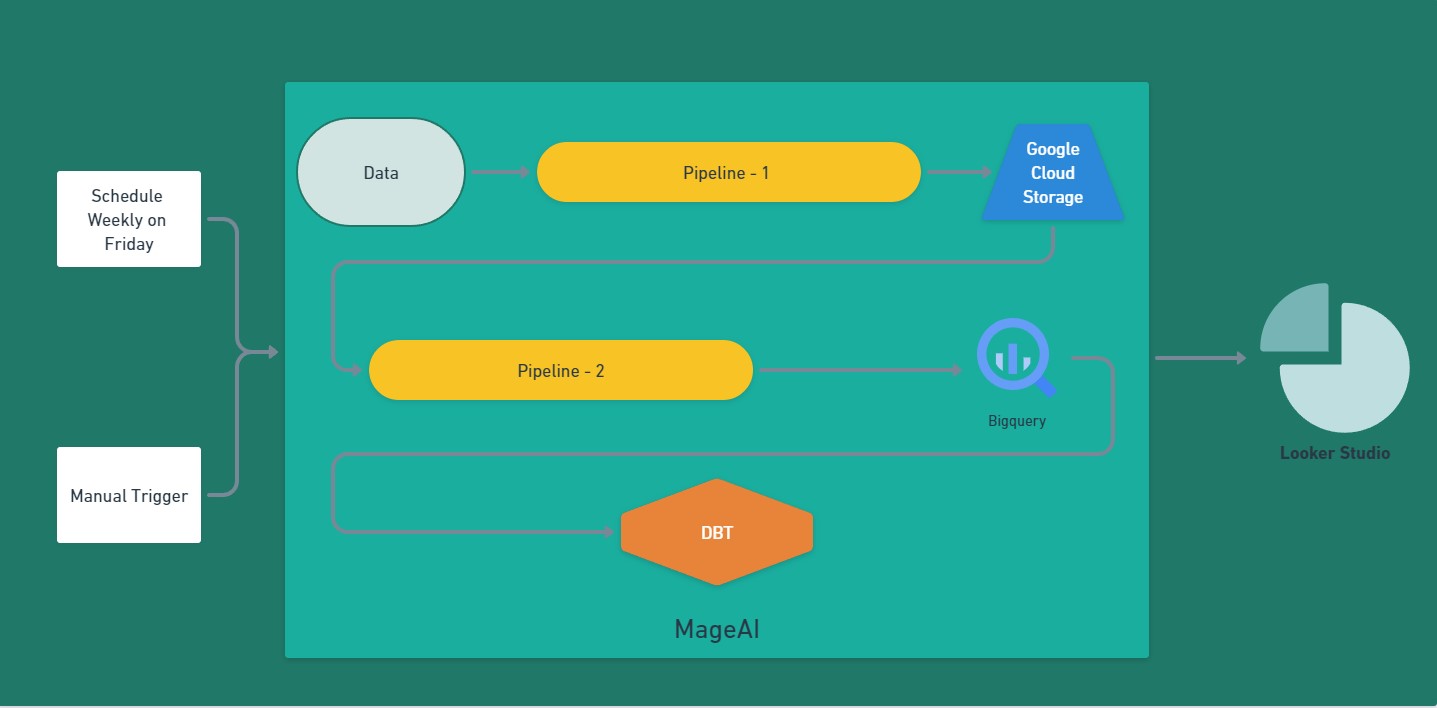 Schedule
Weekly on
Friday
Manual Trigger
Data
Pipeline - 1
Google
Cloud
Storage
Pipeline - 2
Bigquery
DBT
MageAI
Looker Studio